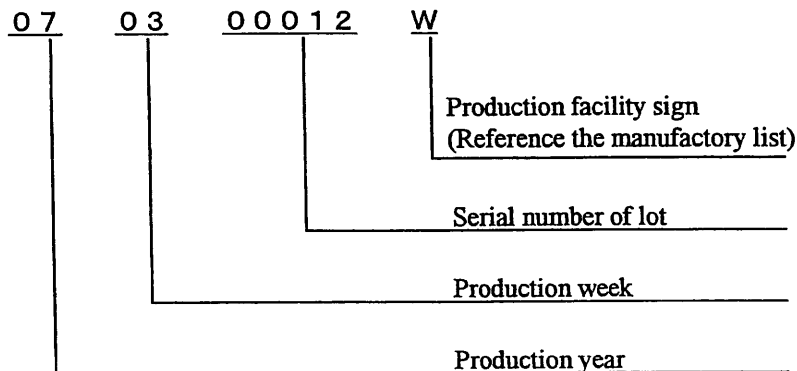 07 03 00012 W
Production facility sign
(Reference the manufactory list)
Serial number of lot
Production week
Production year